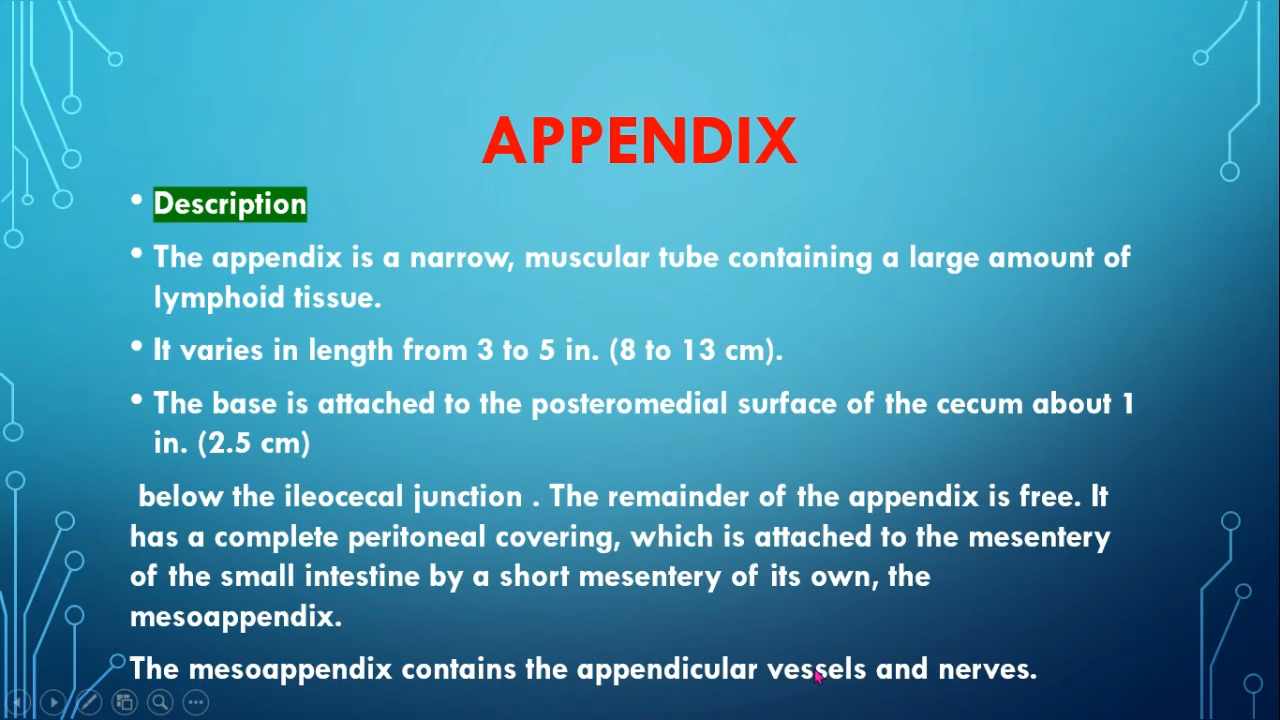 APPENDIX
• Description
• The appendix is a narrow, muscular tube containing a large amount of
lymphoid tissue.
• It varies in length from 3 to 5 in. (8 to 13 cm).
• The base is attached to the posteromedial surface of the cecum about 1
in. (2.5 cm)
below the ileocecal junction . The remainder of the appendix is free. It
has a complete peritoneal covering, which is attached to the mesentery
of the small intestine by a short mesentery of its own, the
mesoappendix.
The mesoappendix contains the appendicular vessels and nerves.